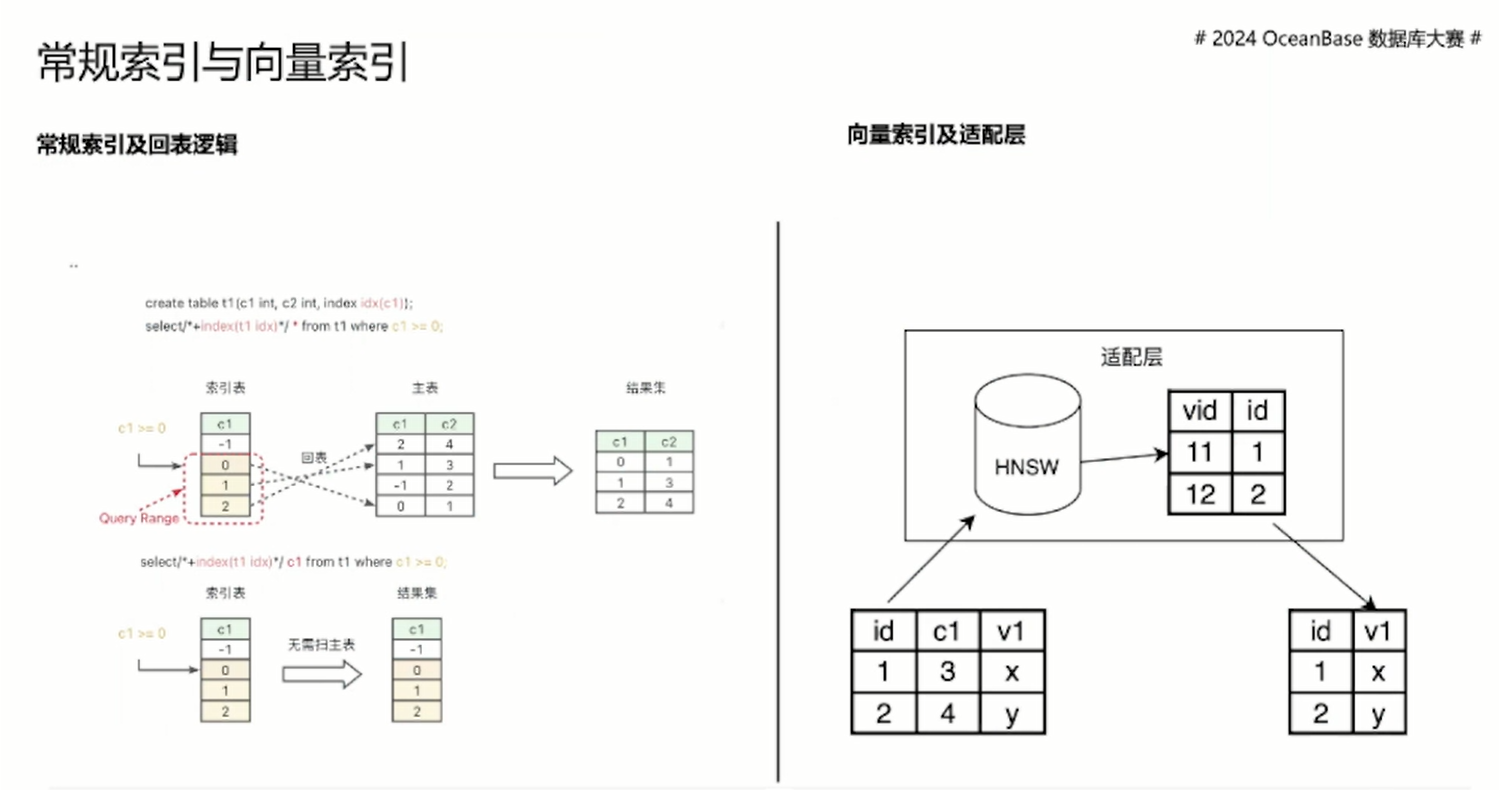 常规索引与向量索引
# 2024 OceanBase 数据库大赛 #
常规索引及回表逻辑
..
create table t1(c1 int, c2 int, index idx(c1));
select/*+index(t1 idx)*/ * from t1 where c1 >= 0;
索引表 主表 结果集
c1 >= 0
c1
-1
0
1
2
Query Range
回表
c1 c2
2 4
1 3
-1 2
0 1
c1 c2
0 1
1 3
2 4
select/*+index(t1 idx)*/ c1 from t1 where c1 >= 0;
索引表 结果集
c1 >= 0
c1
-1
0
1
2
无需扫主表
c1
-1
0
1
2
向量索引及适配层
适配层
HNSW
vid id
11 1
12 2
id c1 v1
1 3 x
2 4 y
id v1
1 x
2 y